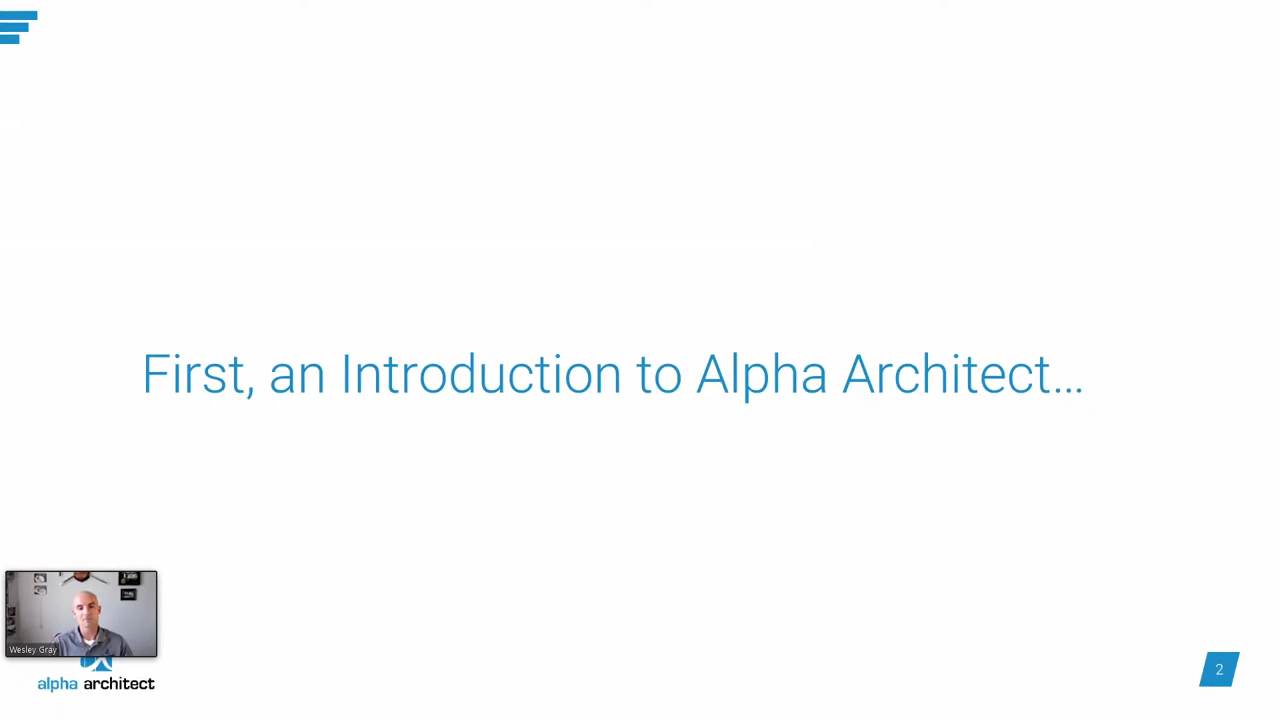 First, an Introduction to Alpha Architect...
Wesley Gray
alpha architect
2